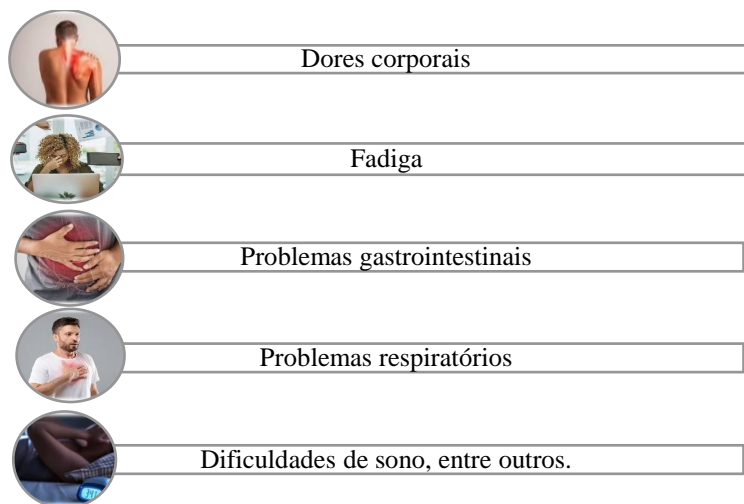 Dores corporais
Fadiga
Problemas gastrointestinais
Problemas respiratórios
Dificuldades de sono, entre outros.